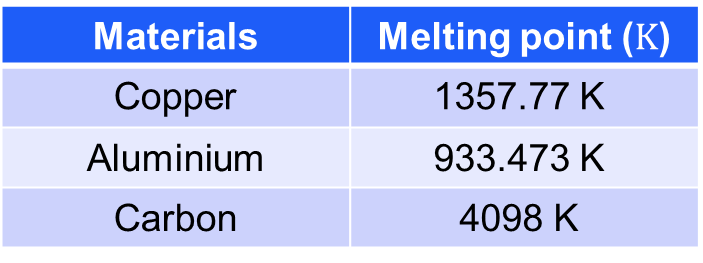 Materials Melting point (K)
Copper 1357.77 K
Aluminium 933.473 K
Carbon 4098 K